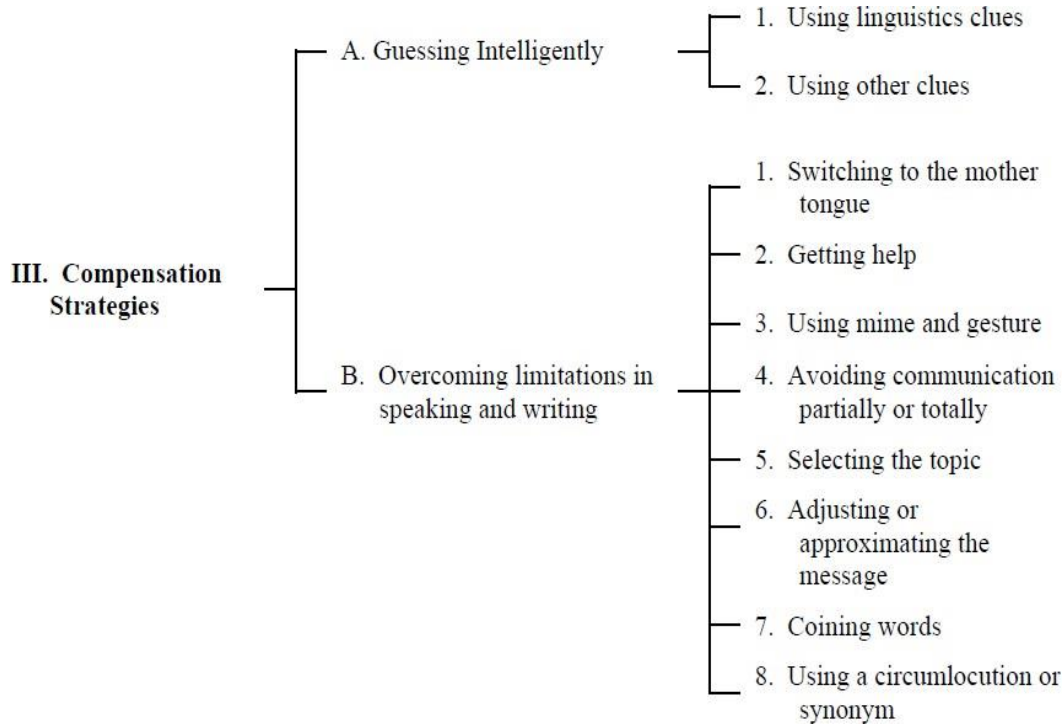 1. Using linguistics clues
A. Guessing Intelligently
2. Using other clues
1. Switching to the mother
tongue
III. Compensation
Strategies
2. Getting help
3. Using mime and gesture
B. Overcoming limitations in
speaking and writing
4. Avoiding communication
partially or totally
5. Selecting the topic
6. Adjusting or
approximating the
message
7. Coining words
8. Using a circumlocution or
synonym